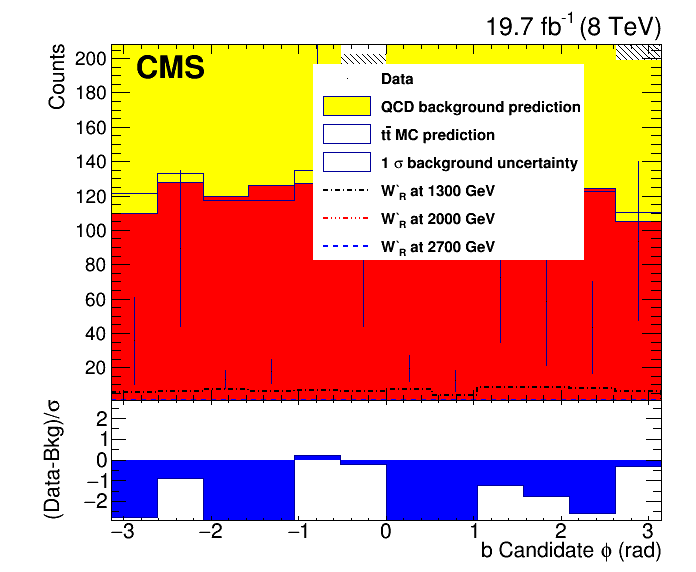 19.7 fb-1 (8 TeV)
CMS
Counts
200
180
160
140
120
100
80
60
40
20
Data
QCD background prediction
tt̄ MC prediction
1 σ background uncertainty
W`R at 1300 GeV
W`R at 2000 GeV
W`R at 2700 GeV
(Data-Bkg)/σ
2
1
0
−1
−2
−3 −2 −1 0 1 2 3
b Candidate ϕ (rad)